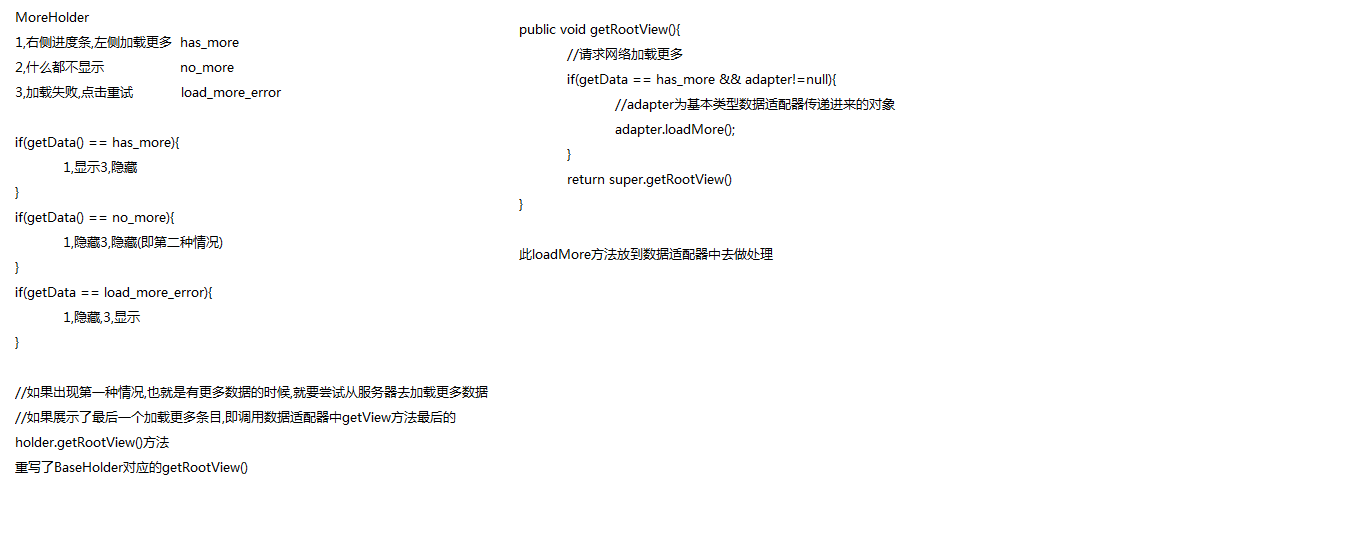 MoreHolder
1,右侧进度条,左侧加载更多 has_more
2,什么都不显示 no_more
3,加载失败,点击重试 load_more_error
if(getData() == has_more){
1,显示3,隐藏
}
if(getData() == no_more){
1,隐藏3,隐藏(即第二种情况)
}
if(getData == load_more_error){
1,隐藏,3,显示
}
//如果出现第一种情况,也就是有更多数据的时候,就要尝试从服务器去加载更多数据
//如果展示了最后一个加载更多条目,即调用数据适配器中getView方法最后的
holder.getRootView()方法
重写了BaseHolder对应的getRootView()
public void getRootView(){
//请求网络加载更多
if(getData == has_more && adapter!=null){
//adapter为基本类型数据适配器传递进来的对象
adapter.loadMore();
}
return super.getRootView()
}
此loadMore方法放到数据适配器中去做处理